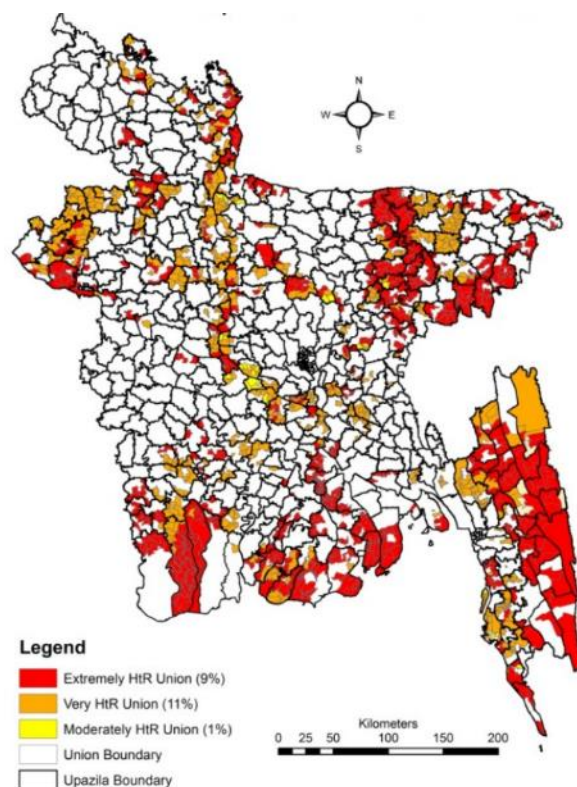 N
W E
S
Legend
Extremely HtR Union (9%)
Very HtR Union (11%)
Moderately HtR Union (1%)
Union Boundary
Upazila Boundary
Kilometers
0 25 50 100 150 200